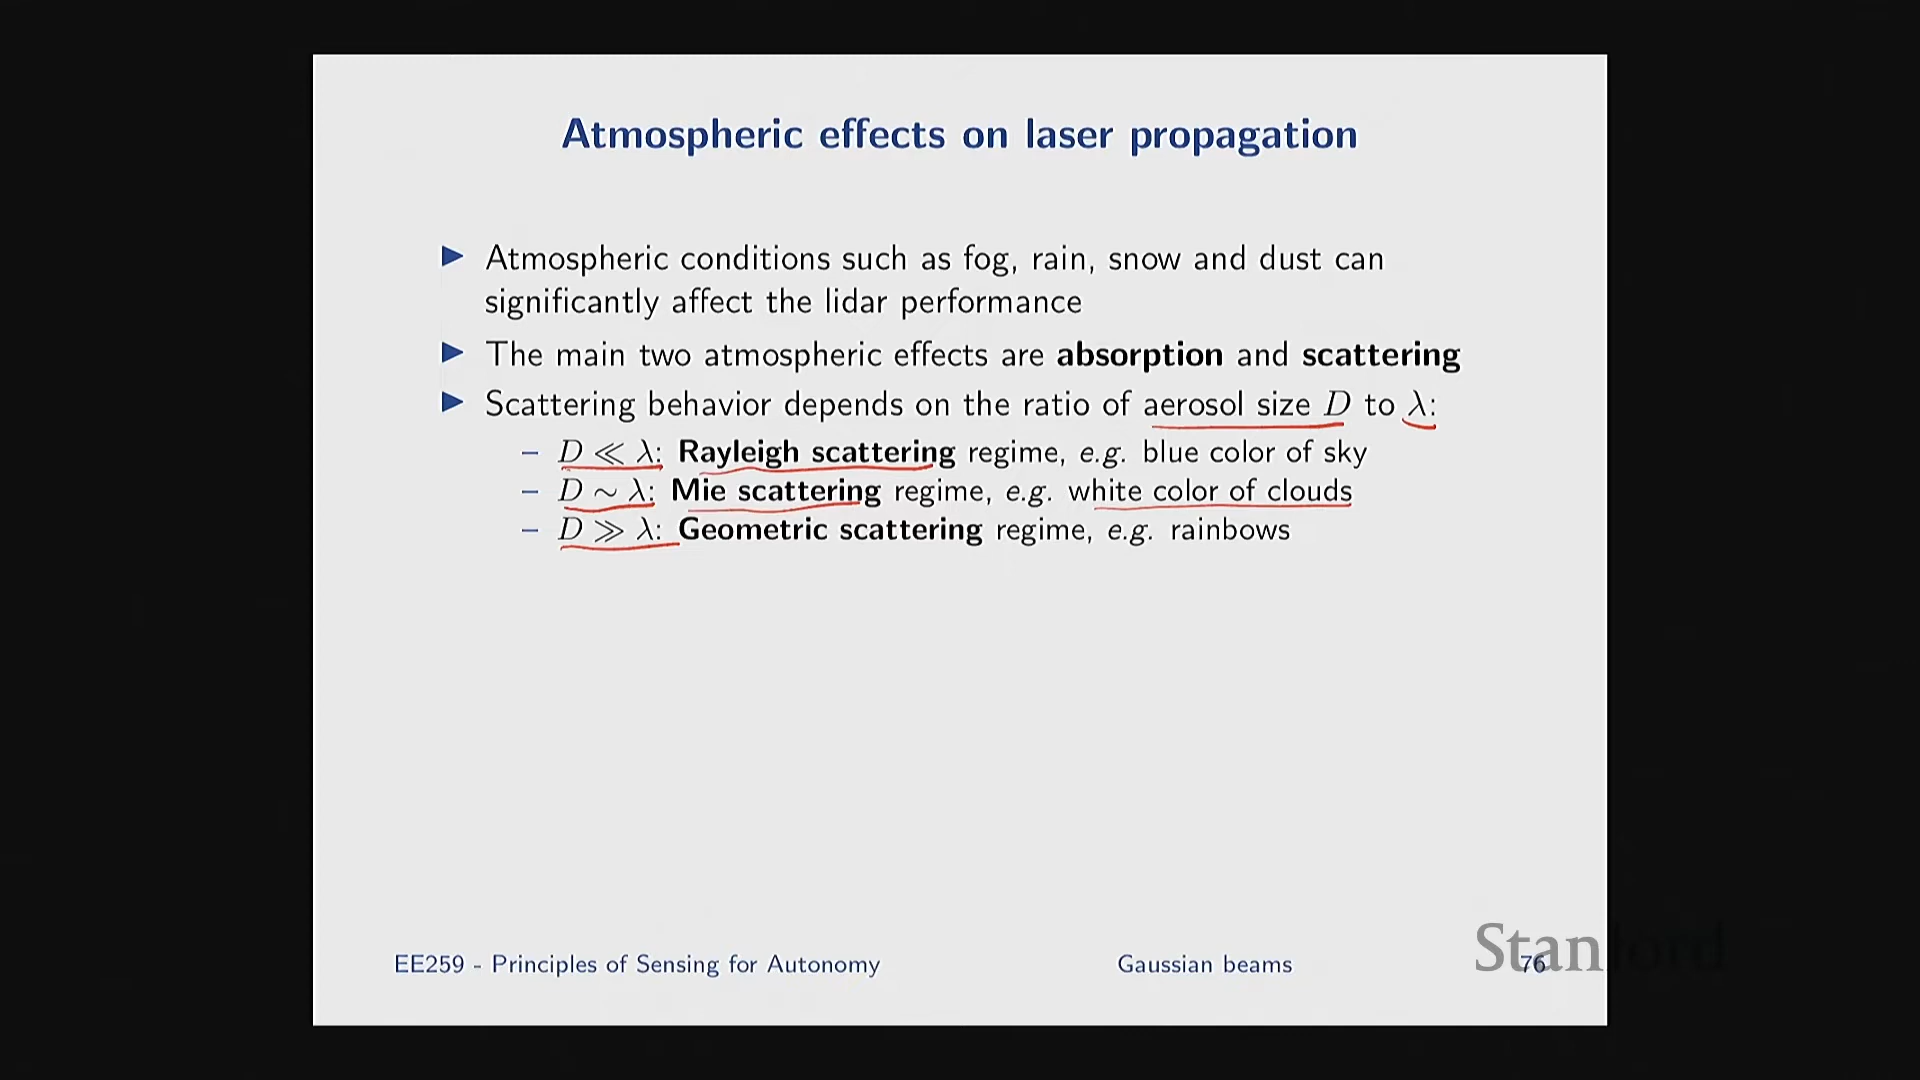 Atmospheric effects on laser propagation
▶ Atmospheric conditions such as fog, rain, snow and dust can
significantly affect the lidar performance
▶ The main two atmospheric effects are absorption and scattering
▶ Scattering behavior depends on the ratio of aerosol size D to λ:
– D ≪ λ: Rayleigh scattering regime, e.g. blue color of sky
– D ∼ λ: Mie scattering regime, e.g. white color of clouds
– D ≫ λ: Geometric scattering regime, e.g. rainbows
EE259 - Principles of Sensing for Autonomy Gaussian beams 76
Stanford